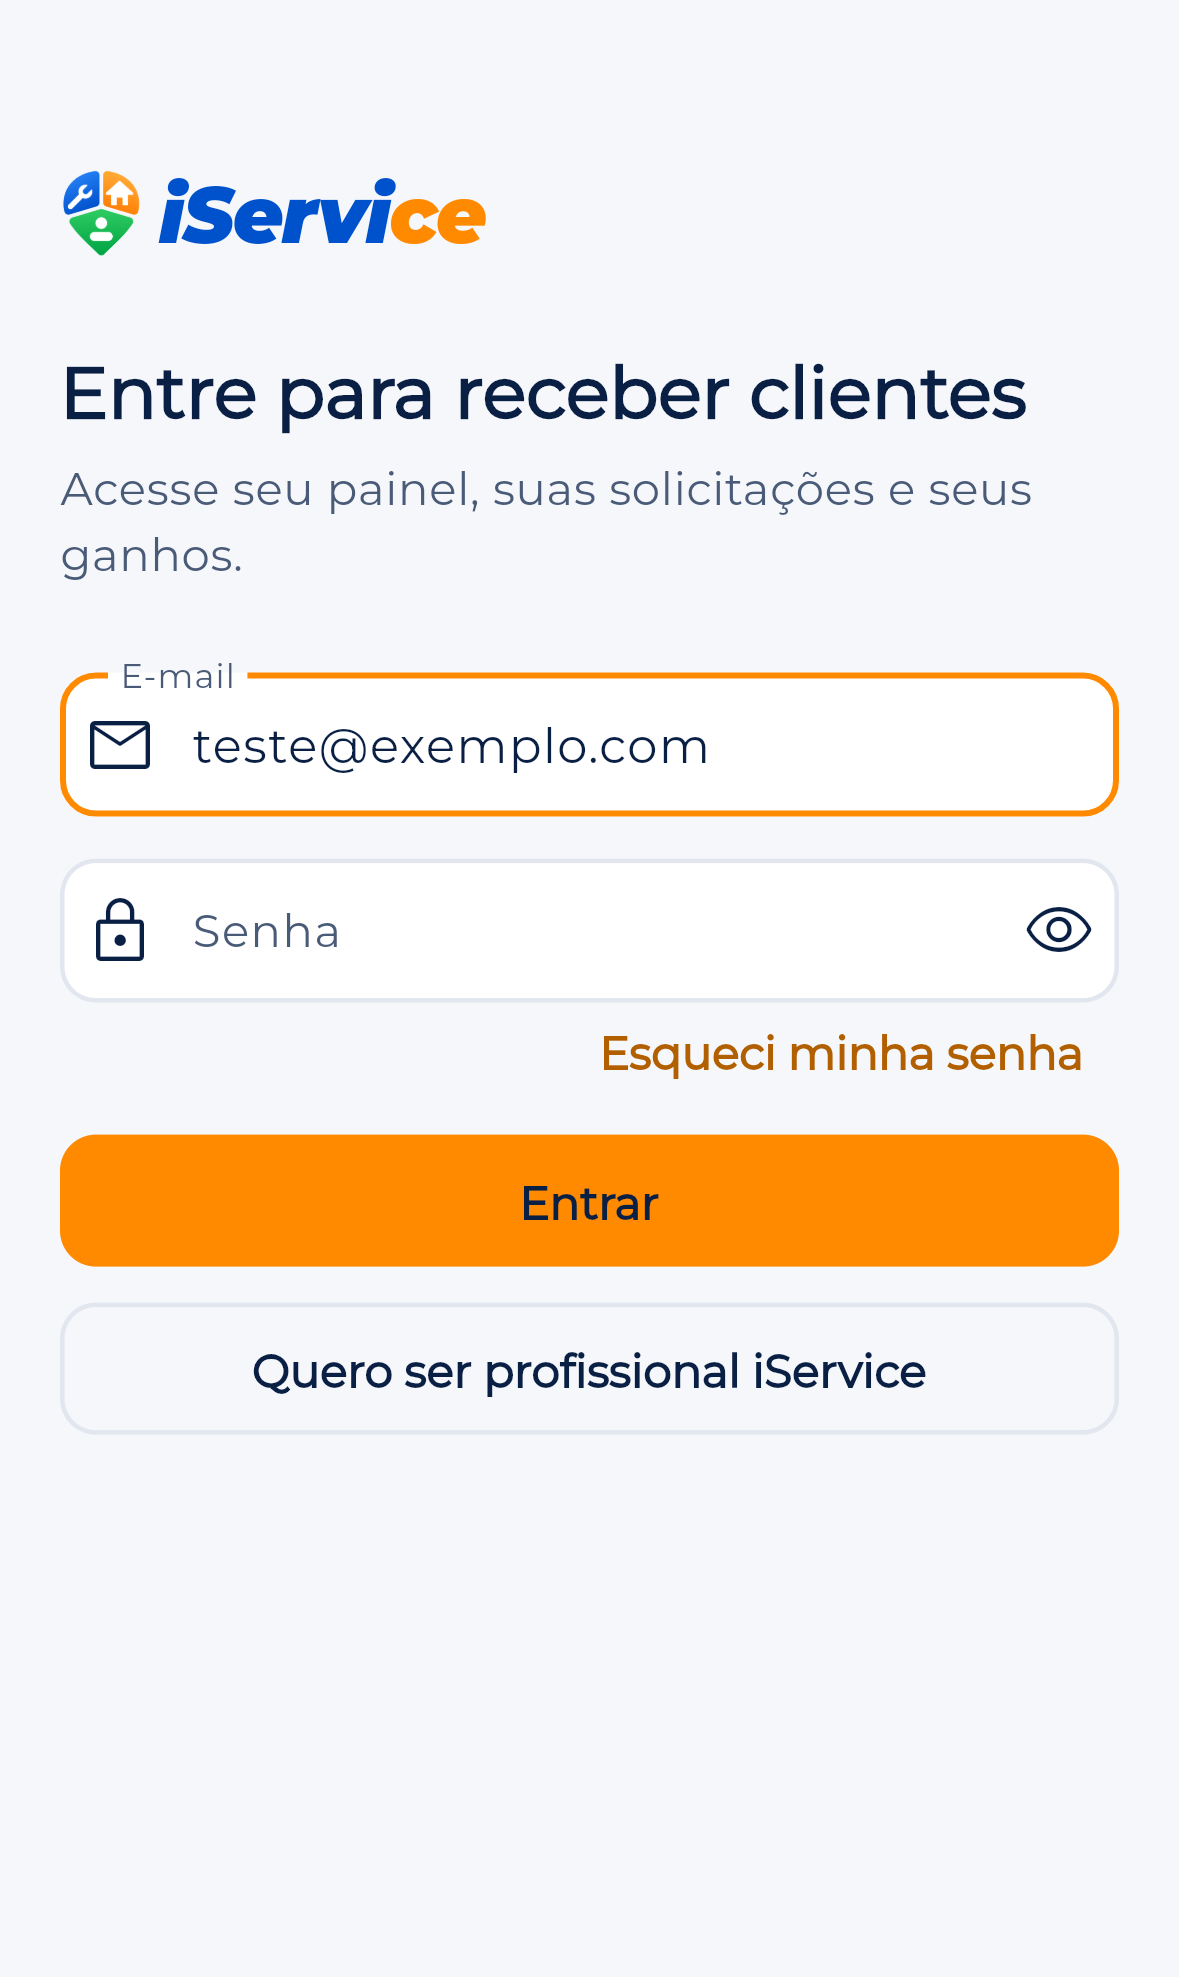 iService
Entre para receber clientes
Acesse seu painel, suas solicitações e seus
ganhos.
E-mail
teste@exemplo.com
Senha
Esqueci minha senha
Entrar
Quero ser profissional iService